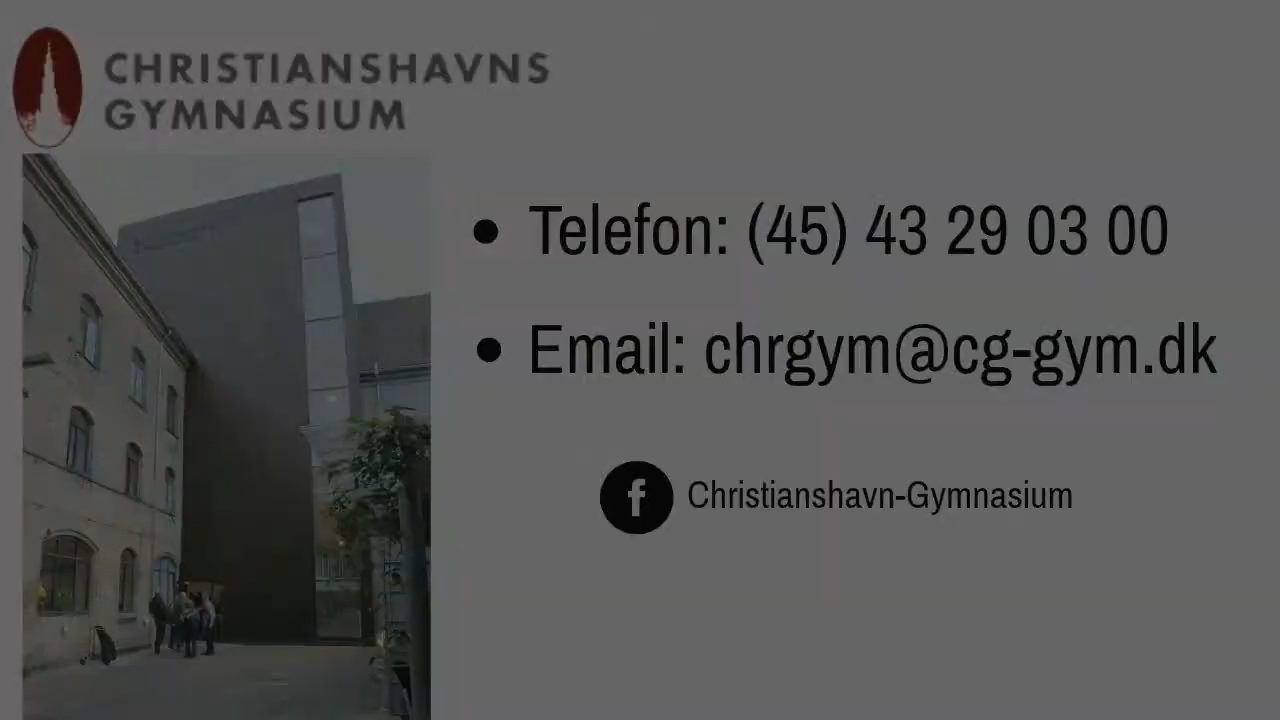 CHRISTIANSHAVNS
GYMNASIUM
• Telefon: (45) 43 29 03 00
• Email: chrgym@cg-gym.dk
f Christianshavn-Gymnasium